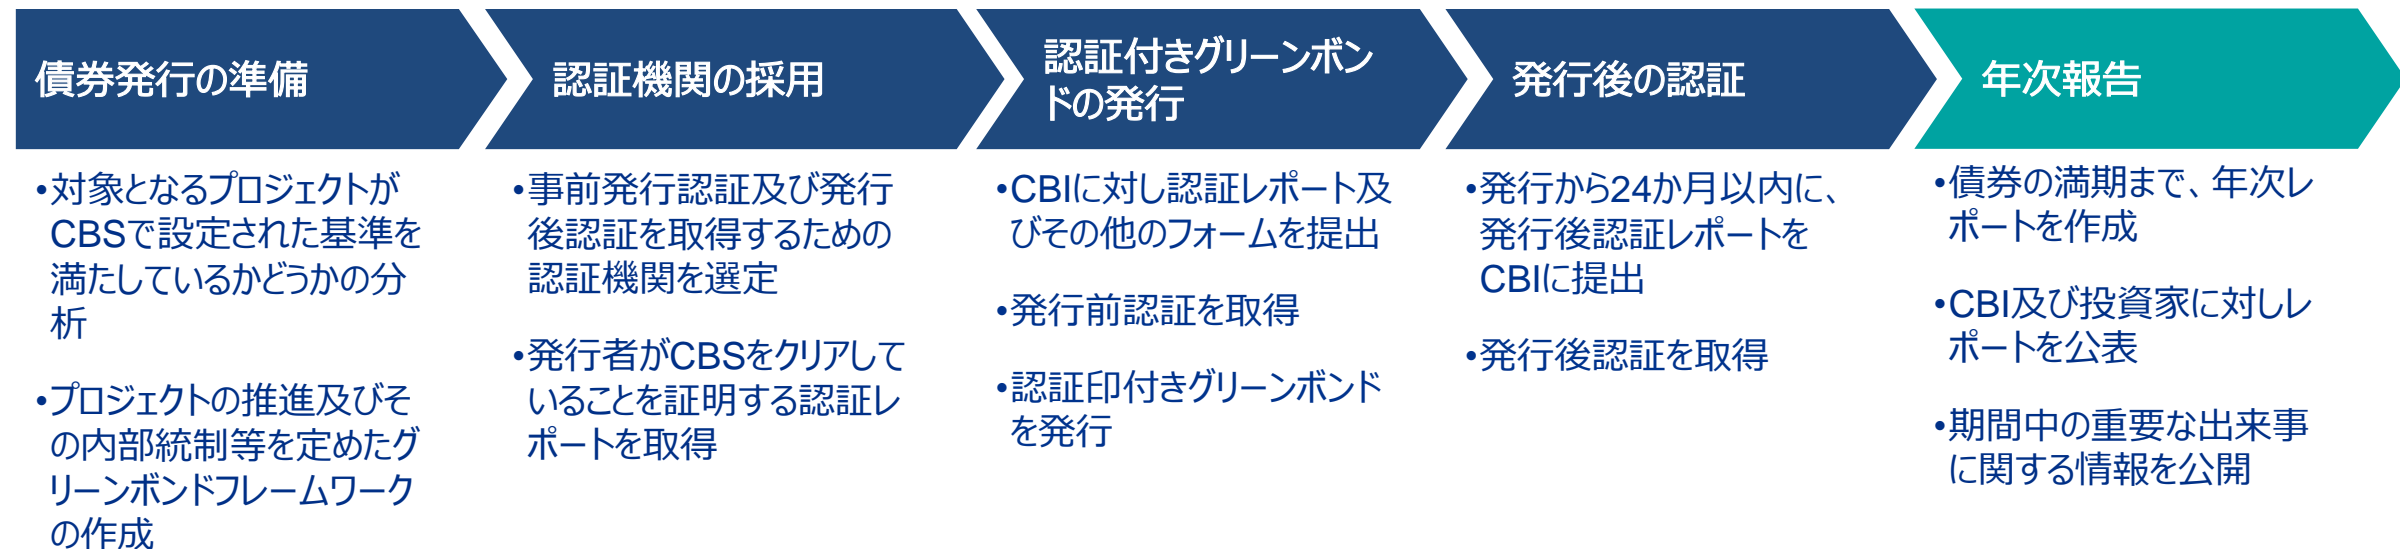 債券発行の準備
•対象となるプロジェクトが
CBSで設定された基準を
満たしているかどうかの分
析
•プロジェクトの推進及びそ
の内部統制等を定めたグ
リーンボンドフレームワーク
の作成
認証機関の採用
•事前発行認証及び発行
後認証を取得するための
認証機関を選定
•発行者がCBSをクリアして
いることを証明する認証レ
ポートを取得
認証付きグリーンボン
ドの発行
•CBIに対し認証レポート及
びその他のフォームを提出
•発行前認証を取得
•認証印付きグリーンボンド
を発行
発行後の認証
•発行から24か月以内に、
発行後認証レポートを
CBIに提出
•発行後認証を取得
年次報告
•債券の満期まで、年次レ
ポートを作成
•CBI及び投資家に対しレ
ポートを公表
•期間中の重要な出来事
に関する情報を公開